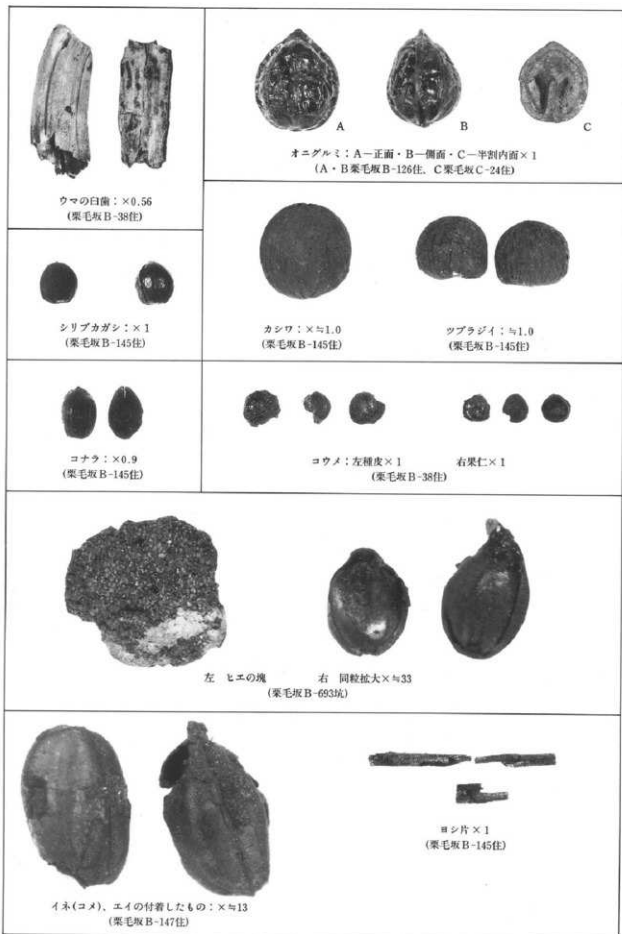 ウマの臼歯：×0.56
(栗毛坂B-38住)
A
B
C
オニグルミ：A―正面・B―側面・C―半割内面×1
(A・B栗毛坂B-126住、C栗毛坂C-24住)
シリブカガシ：×1
(栗毛坂B-145住)
カシワ：×≒1.0
(栗毛坂B-145住)
ツブラジイ：≒1.0
(栗毛坂B-145住)
コナラ：×0.9
(栗毛坂B-145住)
コウメ：左種皮×1　右果仁×1
(栗毛坂B-38住)
左　ヒエの塊　右　同粒拡大×≒33
(栗毛坂B-693坑)
イネ(コメ)、エイの付着したもの：×≒13
(栗毛坂B-147住)
ヨシ片×1
(栗毛坂B-145住)